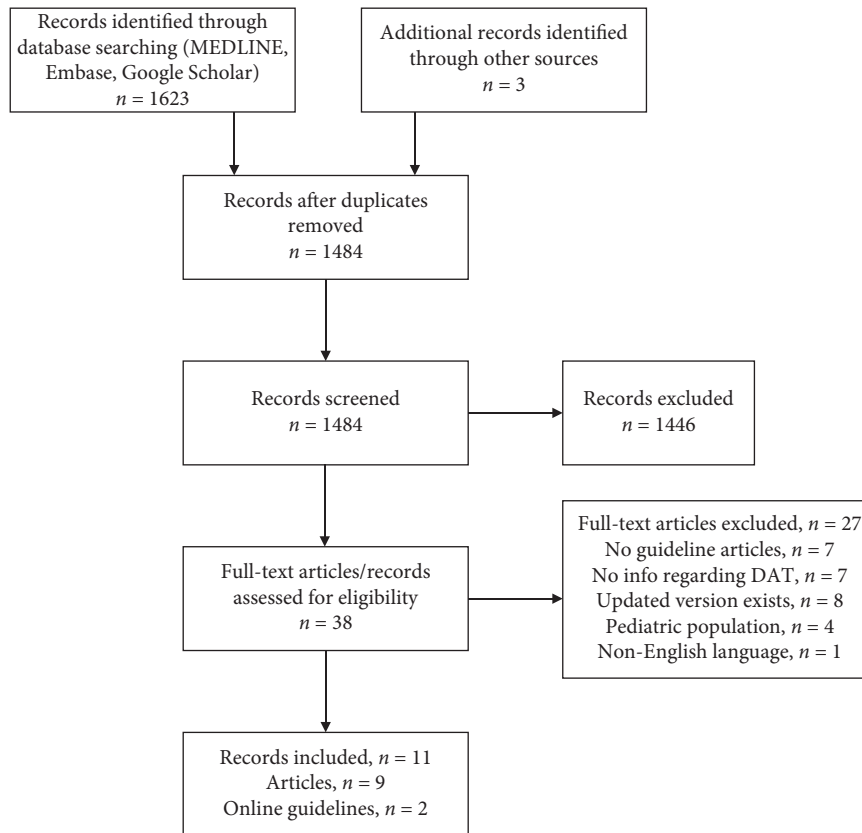 Records identified through
database searching (MEDLINE,
Embase, Google Scholar)
n = 1623
Additional records identified
through other sources
n = 3
Records after duplicates
removed
n = 1484
Records screened
n = 1484
Records excluded
n = 1446
Full-text articles/records
assessed for eligibility
n = 38
Full-text articles excluded, n = 27
No guideline articles, n = 7
No info regarding DAT, n = 7
Updated version exists, n = 8
Pediatric population, n = 4
Non-English language, n = 1
Records included, n = 11
Articles, n = 9
Online guidelines, n = 2